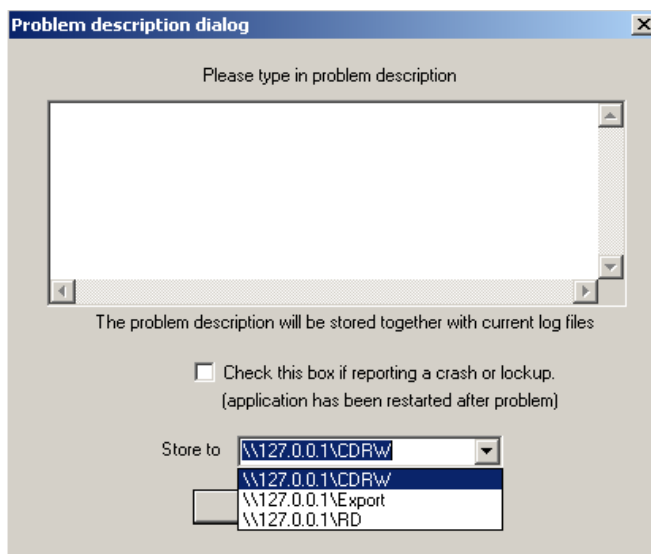 Problem description dialog
Please type in problem description
The problem description will be stored together with current log files
Check this box if reporting a crash or lockup.
(application has been restarted after problem)
Store to \\127.0.0.1\CDRW
\\127.0.0.1\CDRW
\\127.0.0.1\Export
\\127.0.0.1\RD